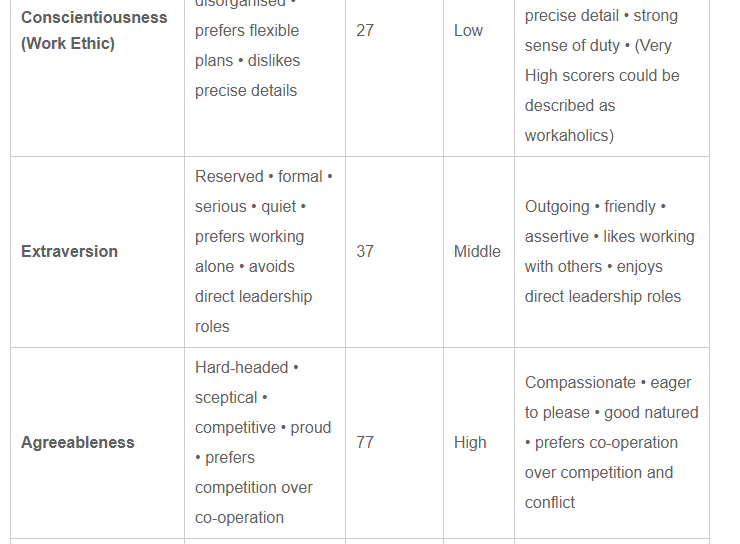 Conscientiousness
(Work Ethic)
disorganised •
prefers flexible
plans • dislikes
precise details
27
Low
precise detail • strong
sense of duty • (Very
High scorers could be
described as
workaholics)
Extraversion
Reserved • formal •
serious • quiet •
prefers working
alone • avoids
direct leadership
roles
37
Middle
Outgoing • friendly •
assertive • likes working
with others • enjoys
direct leadership roles
Agreeableness
Hard-headed •
sceptical •
competitive • proud
• prefers
competition over
co-operation
77
High
Compassionate • eager
to please • good natured
• prefers co-operation
over competition and
conflict